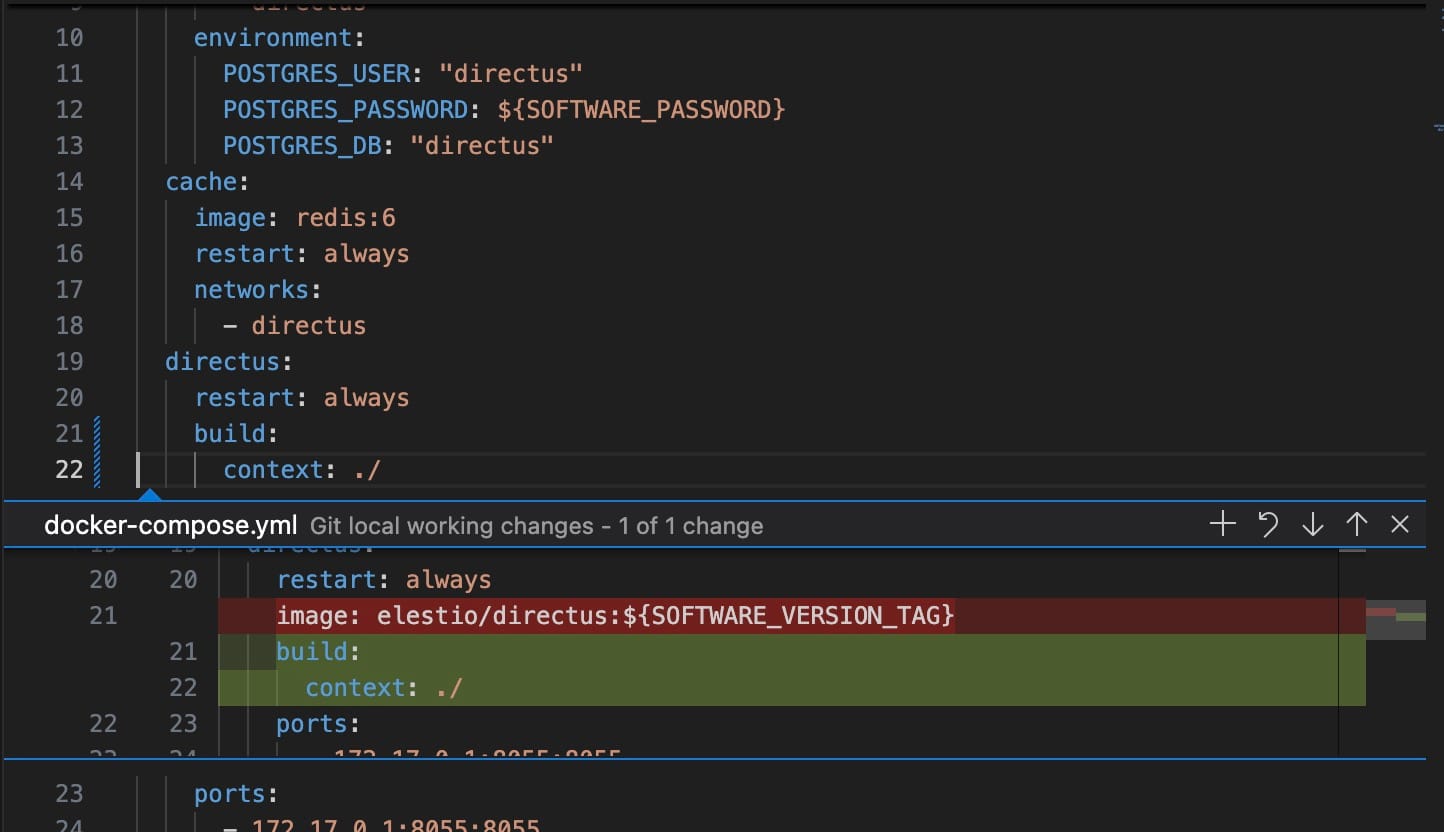 directus
10 environment:
11 POSTGRES_USER: "directus"
12 POSTGRES_PASSWORD: ${SOFTWARE_PASSWORD}
13 POSTGRES_DB: "directus"
14 cache:
15 image: redis:6
16 restart: always
17 networks:
18 - directus
19 directus:
20 restart: always
21 build:
22 context: ./
docker-compose.yml Git local working changes - 1 of 1 change
19 19 directus:
20 20 restart: always
21 image: elestio/directus:${SOFTWARE_VERSION_TAG}
21 build:
22 context: ./
22 23 ports:
23 24 172.17.0.1:8055:8055
23 ports:
24 - 172.17.0.1:8055:8055